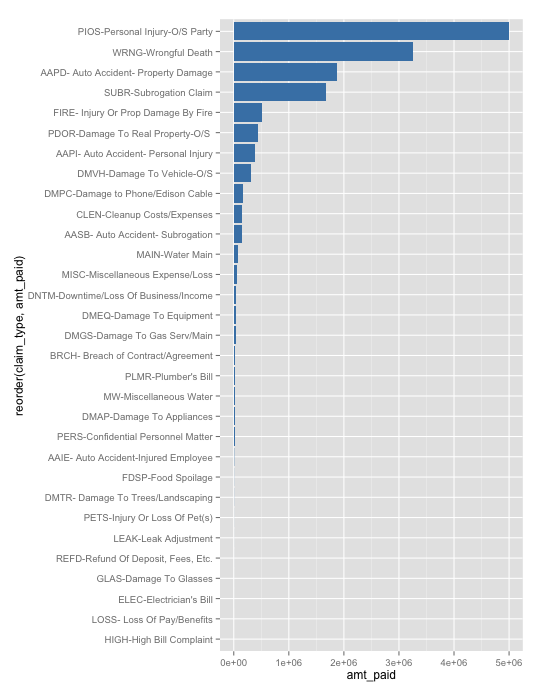 PIOS-Personal Injury-O/S Party
WRNG-Wrongful Death
AAPD- Auto Accident- Property Damage
SUBR-Subrogation Claim
FIRE- Injury Or Prop Damage By Fire
PDOR-Damage To Real Property-O/S
AAPI- Auto Accident- Personal Injury
DMVH-Damage To Vehicle-O/S
DMPC-Damage to Phone/Edison Cable
CLEN-Cleanup Costs/Expenses
AASB- Auto Accident- Subrogation
MAIN-Water Main
MISC-Miscellaneous Expense/Loss
DNTM-Downtime/Loss Of Business/Income
DMEQ-Damage To Equipment
DMGS-Damage To Gas Serv/Main
BRCH- Breach of Contract/Agreement
PLMR-Plumber's Bill
MW-Miscellaneous Water
DMAP-Damage To Appliances
PERS-Confidential Personnel Matter
AAIE- Auto Accident-Injured Employee
FDSP-Food Spoilage
DMTR- Damage To Trees/Landscaping
PETS-Injury Or Loss Of Pet(s)
LEAK-Leak Adjustment
REFD-Refund Of Deposit, Fees, Etc.
GLAS-Damage To Glasses
ELEC-Electrician's Bill
LOSS- Loss Of Pay/Benefits
HIGH-High Bill Complaint
reorder(claim_type, amt_paid)
0e+00 1e+06 2e+06 3e+06 4e+06 5e+06
amt_paid